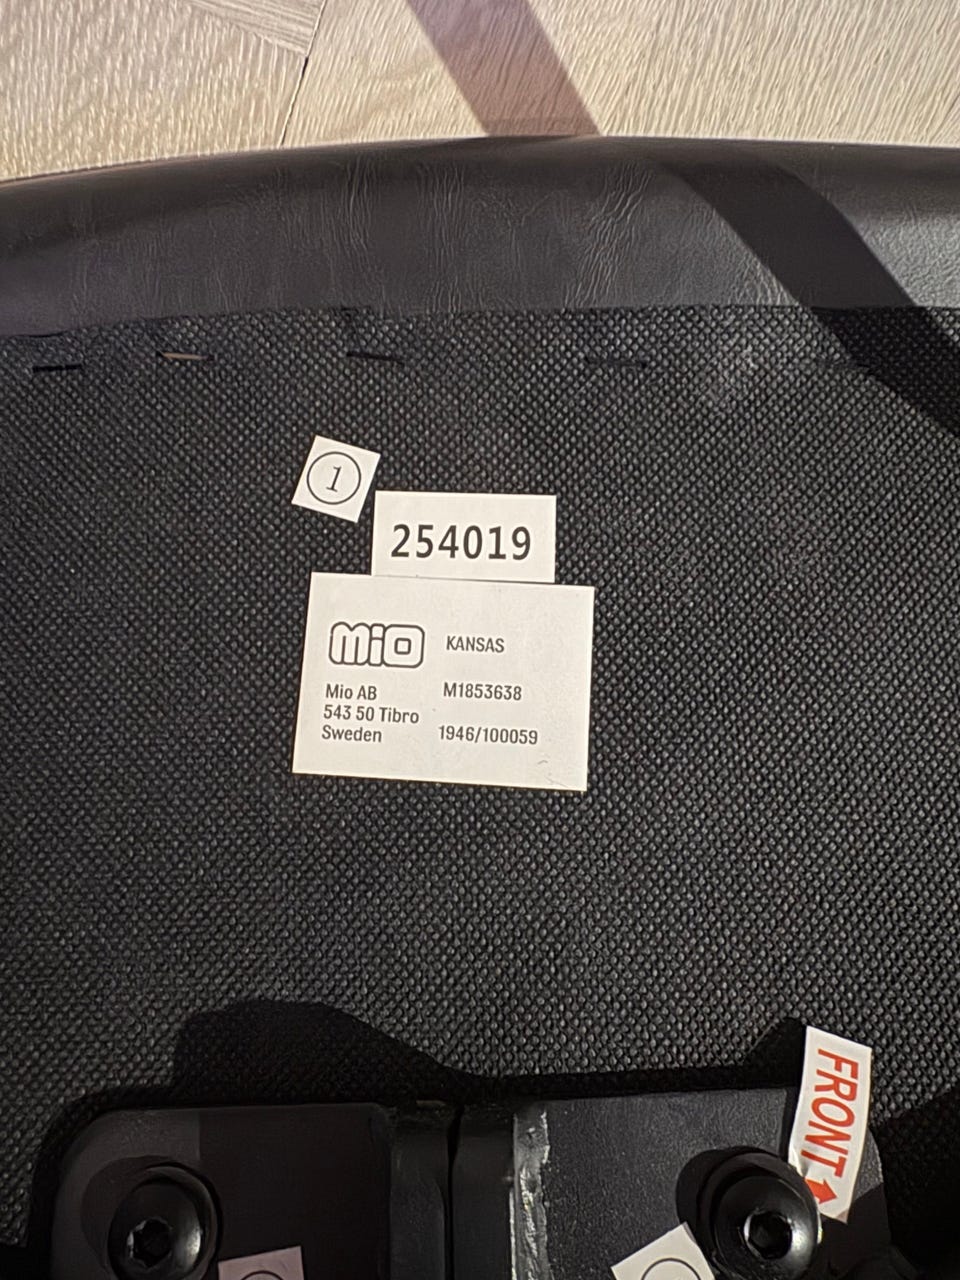 1
254019
mio KANSAS
Mio AB M1853638
543 50 Tibro
Sweden 1946/100059
FRONT